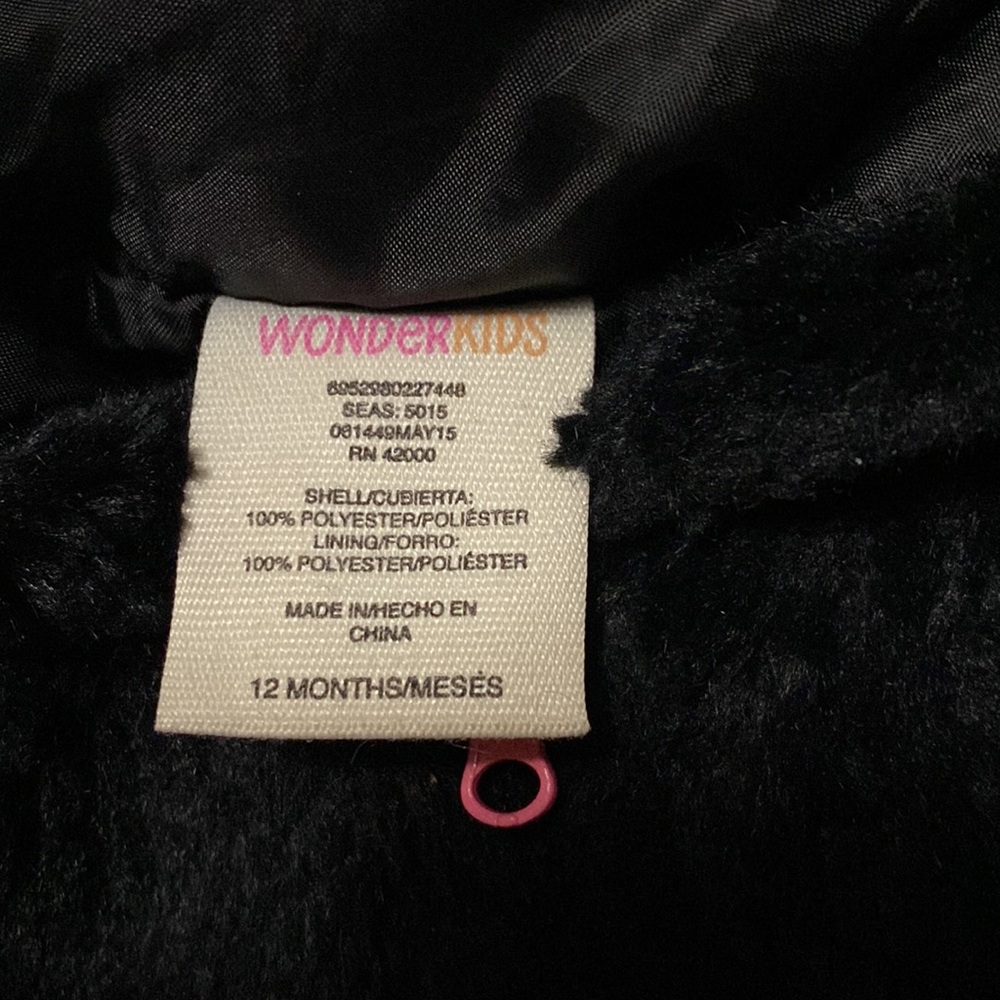 WONDERKIDS
6952980227448
SEAS: 5015
061449MAY15
RN 42000
SHELL/CUBIERTA:
100% POLYESTER/POLIÉSTER
LINING/FORRO:
100% POLYESTER/POLIÉSTER
MADE IN/HECHO EN
CHINA
12 MONTHS/MESÉS